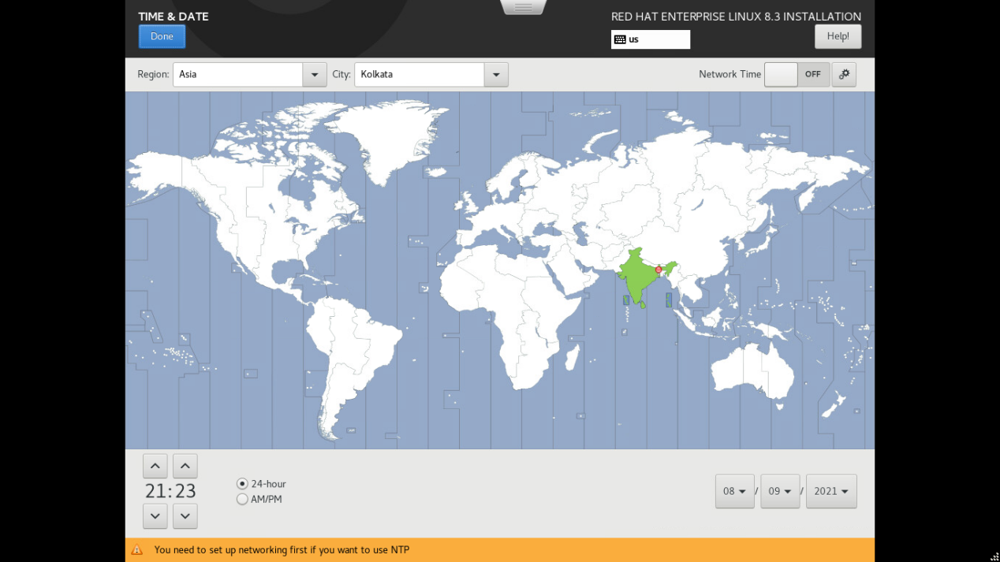 TIME & DATE
RED HAT ENTERPRISE LINUX 8.3 INSTALLATION
Done
us
Help!
Region: Asia City: Kolkata Network Time OFF
21:23
24-hour
AM/PM
08 / 09 / 2021
You need to set up networking first if you want to use NTP